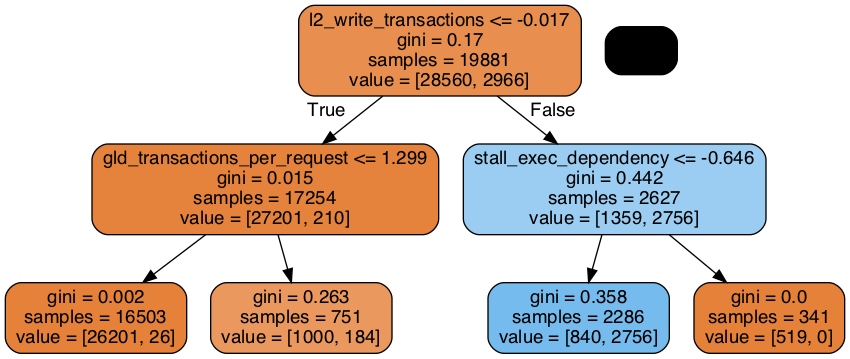 l2_write_transactions <= -0.017
gini = 0.17
samples = 19881
value = [28560, 2966]
True
False
gld_transactions_per_request <= 1.299
gini = 0.015
samples = 17254
value = [27201, 210]
stall_exec_dependency <= -0.646
gini = 0.442
samples = 2627
value = [1359, 2756]
gini = 0.002
samples = 16503
value = [26201, 26]
gini = 0.263
samples = 751
value = [1000, 184]
gini = 0.358
samples = 2286
value = [840, 2756]
gini = 0.0
samples = 341
value = [519, 0]